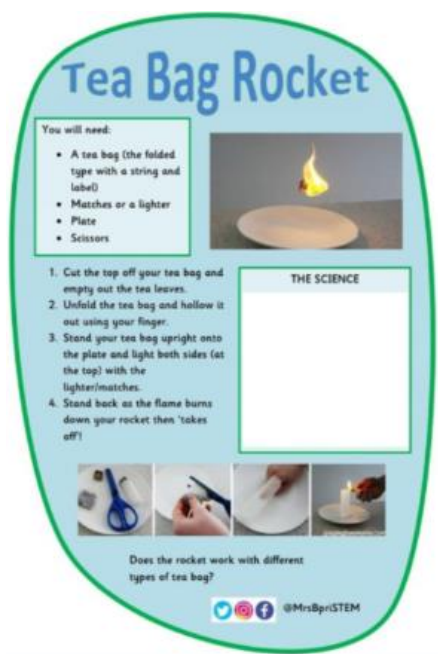 Tea Bag Rocket
You will need:
• A tea bag (the folded
type with a string and
label)
• Matches or a lighter
• Plate
• Scissors
1. Cut the top off your tea bag and
empty out the tea leaves.
2. Unfold the tea bag and hollow it
out using your finger.
3. Stand your tea bag upright onto
the plate and light both sides (at
the top) with the
lighter/matches.
4. Stand back as the flame burns
down your rocket then 'takes
off'!
THE SCIENCE
Does the rocket work with different
types of tea bag?
@MrsBpriSTEM